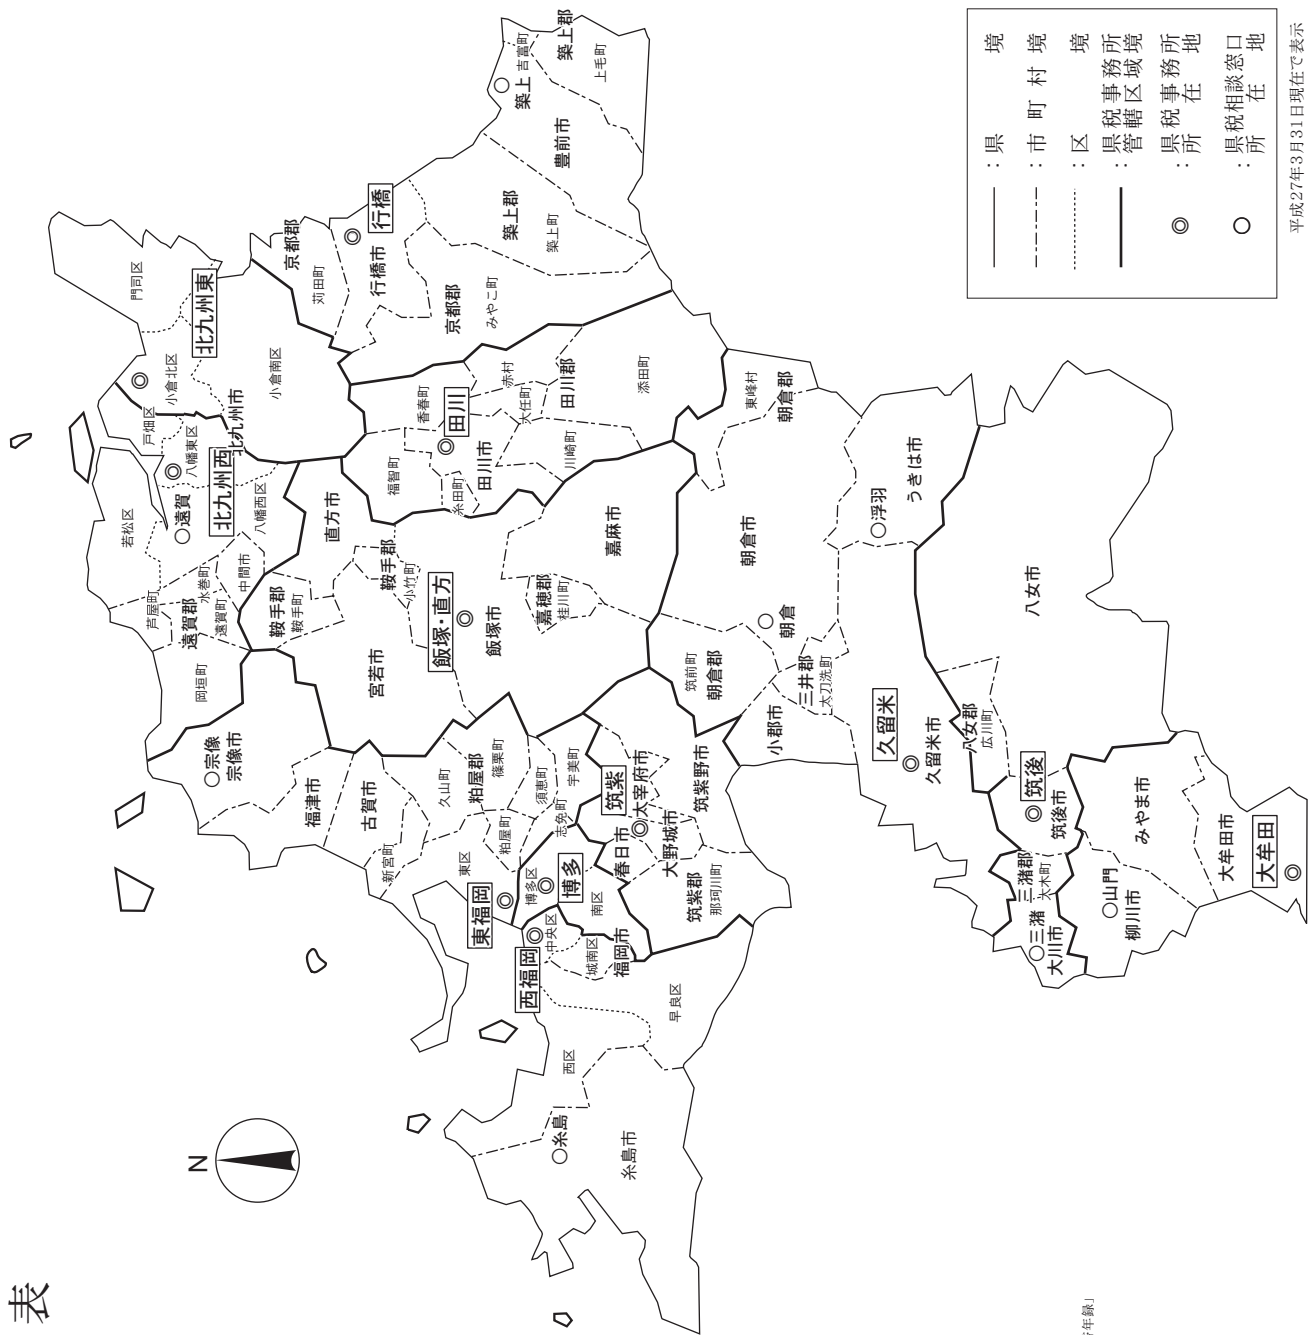 表
N
門司区
北九州東
小倉北区
小倉南区
北九州市
戸畑区
八幡東区
北九州西
八幡西区
若松区
遠賀
芦屋町
水巻町
中間市
遠賀郡
遠賀町
岡垣町
京都郡
苅田町
行橋
行橋市
京都郡
みやこ町
築上郡
築上町
豊前市
築上
吉富町
築上郡
上毛町
香春町
田川
赤村
大任町
田川郡
添田町
福智町
糸田町
田川市
川崎町
直方市
鞍手郡
鞍手町
鞍手郡
小竹町
宮若市
飯塚・直方
飯塚市
嘉穂郡
桂川町
嘉麻市
宗像
宗像市
福津市
古賀市
新宮町
久山町
粕屋郡
篠栗町
須恵町
宇美町
志免町
粕屋町
東区
東福岡
博多区
博多
南区
中央区
西福岡
城南区
福岡市
早良区
西区
糸島
糸島市
筑紫
太宰府市
春日市
大野城市
筑紫野市
筑紫郡
那珂川町
東峰村
朝倉郡
朝倉市
朝倉
筑前町
朝倉郡
三井郡
大刀洗町
小郡市
浮羽
うきは市
久留米
久留米市
八女市
八女郡
広川町
筑後
筑後市
三潴郡
大木町
三潴
大川市
山門
柳川市
みやま市
大牟田市
大牟田
：県境
：市町村境
：区境
：県税事務所管轄区域境
：県税事務所所在地
：県税相談窓口所在地
平成27年3月31日現在で表示
年録」